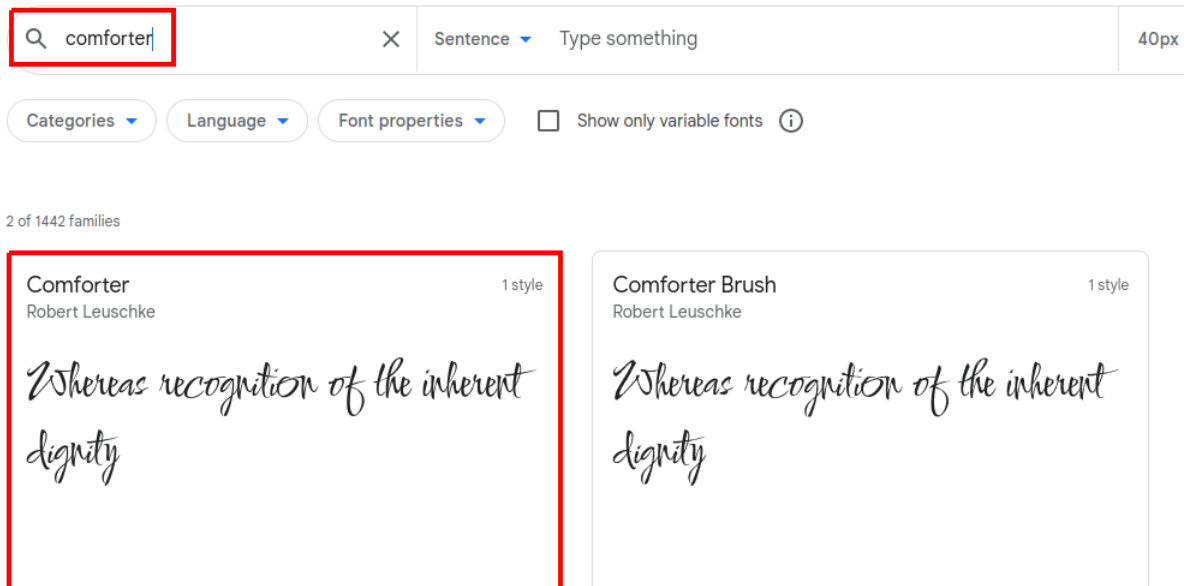 comforter
Sentence
Type something
40px
Categories
Language
Font properties
Show only variable fonts
2 of 1442 families
Comforter
1 style
Robert Leuschke
Whereas recognition of the inherent
dignity
Comforter Brush
1 style
Robert Leuschke
Whereas recognition of the inherent
dignity